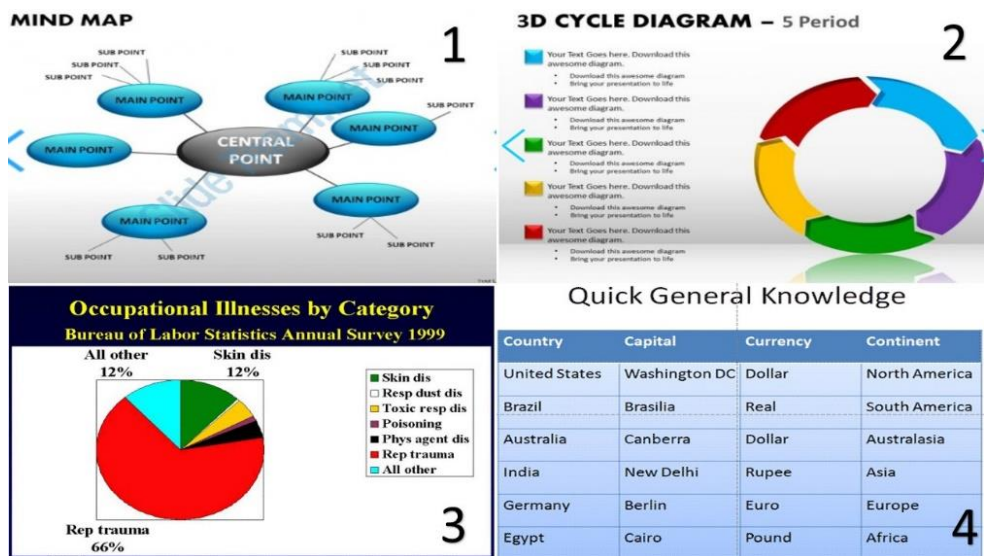 MIND MAP
1
SUB POINT
SUB POINT
SUB POINT
MAIN POINT
SUB POINT
SUB POINT
SUB POINT
MAIN POINT
SUB POINT
MAIN POINT
CENTRAL
POINT
MAIN POINT
MAIN POINT
SUB POINT
SUB POINT
MAIN POINT
SUB POINT
SUB POINT
3D CYCLE DIAGRAM – 5 Period
2
Your Text Goes here. Download this
awesome diagram.
• Download this awesome diagram
• Bring your presentation to life
Your Text Goes here. Download this
awesome diagram.
• Download this awesome diagram
• Bring your presentation to life
Your Text Goes here. Download this
awesome diagram.
• Download this awesome diagram
• Bring your presentation to life
Your Text Goes here. Download this
awesome diagram.
• Download this awesome diagram
• Bring your presentation to life
Your Text Goes here. Download this
awesome diagram.
• Download this awesome diagram
• Bring your presentation to life
Occupational Illnesses by Category
Bureau of Labor Statistics Annual Survey 1999
All other
12%
Skin dis
12%
Skin dis
Resp dust dis
Toxic resp dis
Poisoning
Phys agent dis
Rep trauma
All other
Rep trauma
66%
3
Quick General Knowledge
Country Capital Currency Continent
United States Washington DC Dollar North America
Brazil Brasilia Real South America
Australia Canberra Dollar Australasia
India New Delhi Rupee Asia
Germany Berlin Euro Europe
Egypt Cairo Pound Africa
4